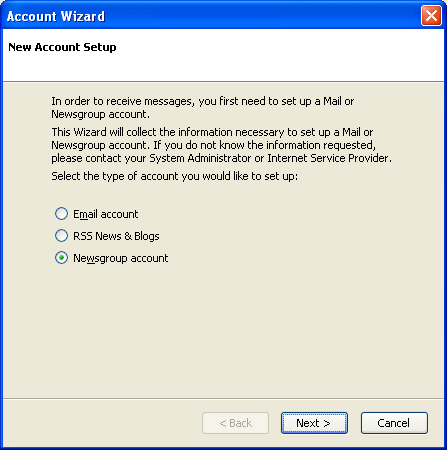 Account Wizard
New Account Setup
In order to receive messages, you first need to set up a Mail or
Newsgroup account.
This Wizard will collect the information necessary to set up a Mail or
Newsgroup account. If you do not know the information requested,
please contact your System Administrator or Internet Service Provider.
Select the type of account you would like to set up:
Email account
RSS News & Blogs
Newsgroup account
< Back Next > Cancel